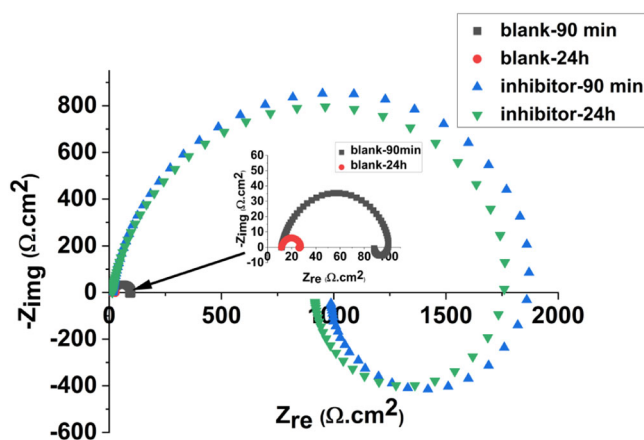 blank-90 min
blank-24h
inhibitor-90 min
inhibitor-24h
800
600
400
200
0
-200
-400
-600
-Zimg (Ω.cm2)
500
1000
1500
2000
Zre (Ω.cm2)
blank-90min
blank-24h
60
50
40
30
20
10
0
-10
-Zimg (Ω.cm2)
0
20
40
60
80
100
Zre (Ω.cm2)